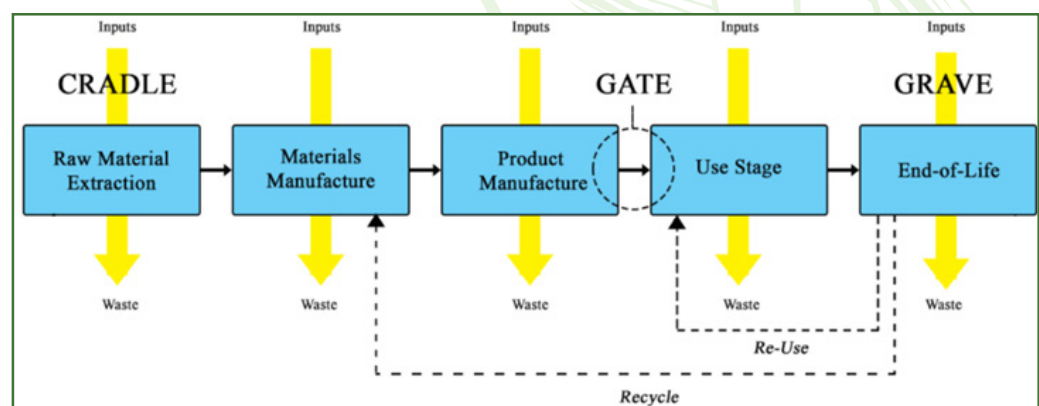 Inputs Inputs Inputs Inputs Inputs
CRADLE GATE GRAVE
Raw Material
Extraction
Materials
Manufacture
Product
Manufacture
Use Stage
End-of-Life
Waste Waste Waste Waste Waste
Re-Use
Recycle